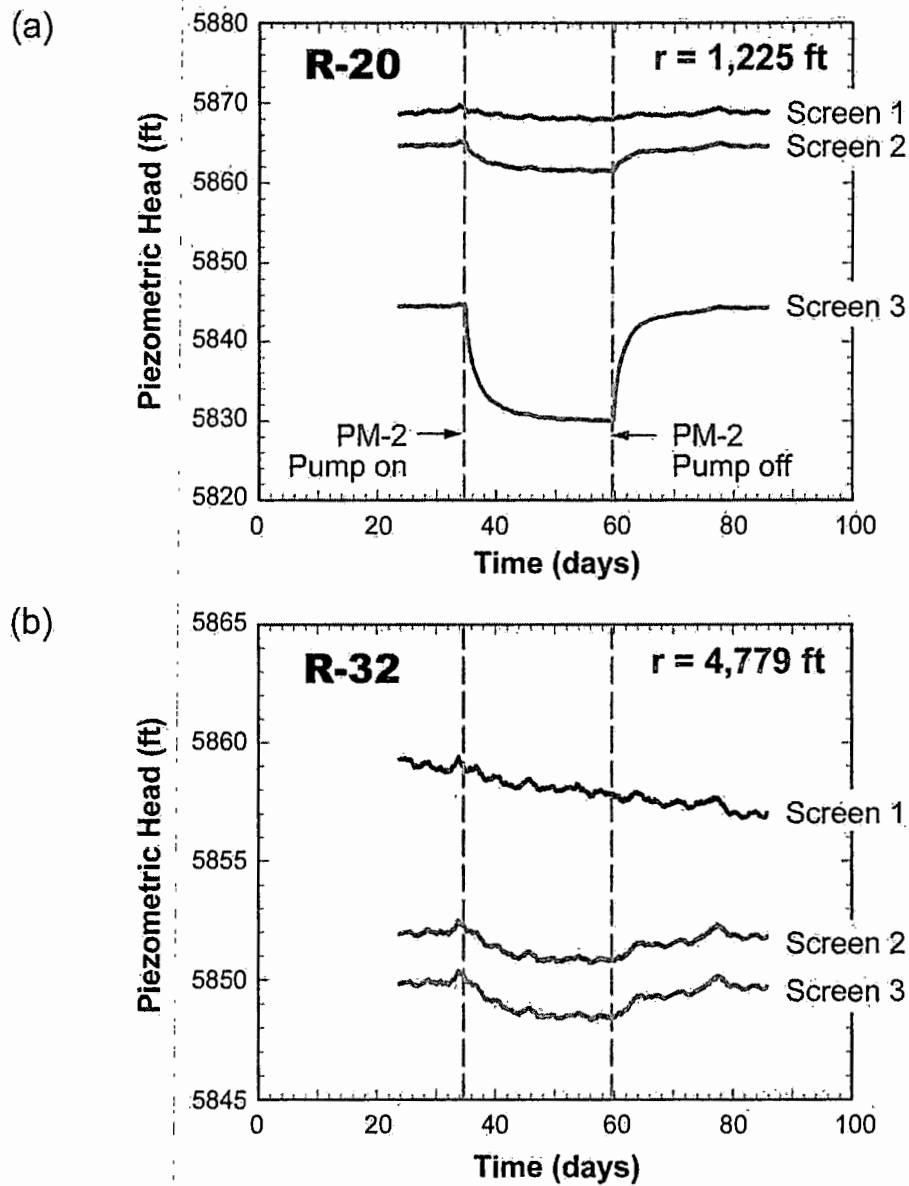 (a)
R-20
r = 1,225 ft
5880
5870
5860
5850
5840
5830
5820
Piezometric Head (ft)
Screen 1
Screen 2
Screen 3
PM-2
Pump on
PM-2
Pump off
0
20
40
60
80
100
Time (days)
(b)
R-32
r = 4,779 ft
5865
5860
5855
5850
5845
Piezometric Head (ft)
Screen 1
Screen 2
Screen 3
0
20
40
60
80
100
Time (days)